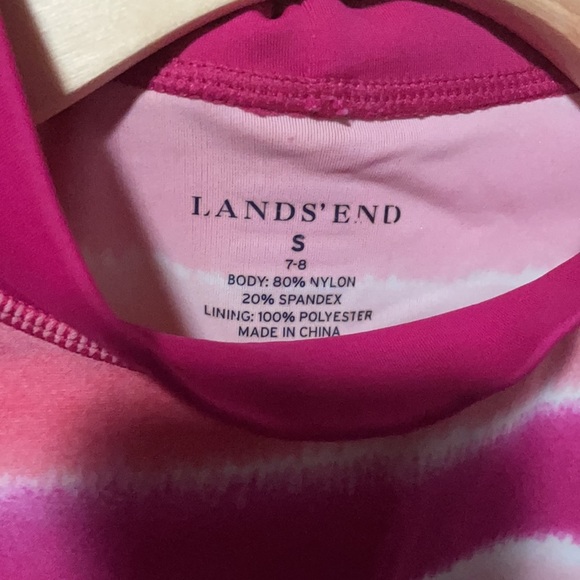 LANDS' END
S
7-8
BODY: 80% NYLON
20% SPANDEX
LINING: 100% POLYESTER
MADE IN CHINA